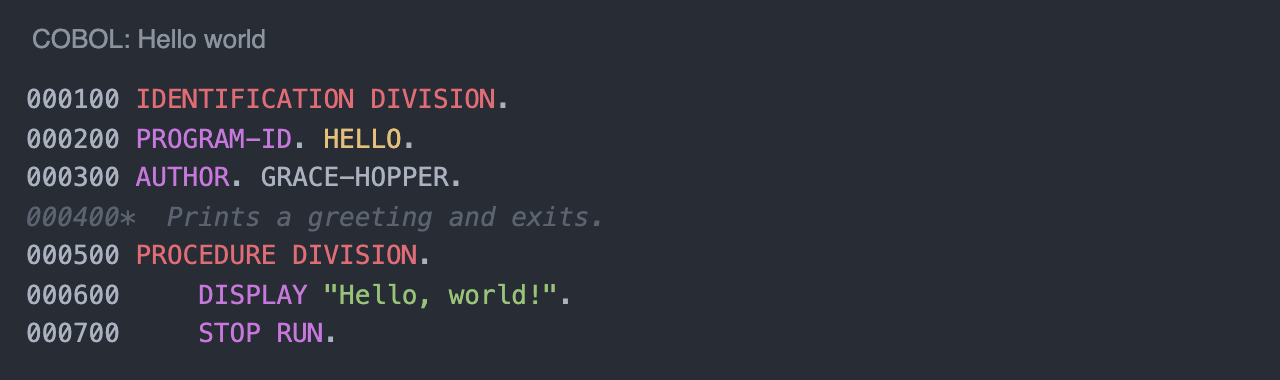 COBOL: Hello world
000100 IDENTIFICATION DIVISION.
000200 PROGRAM-ID. HELLO.
000300 AUTHOR. GRACE-HOPPER.
000400*  Prints a greeting and exits.
000500 PROCEDURE DIVISION.
000600     DISPLAY "Hello, world!".
000700     STOP RUN.